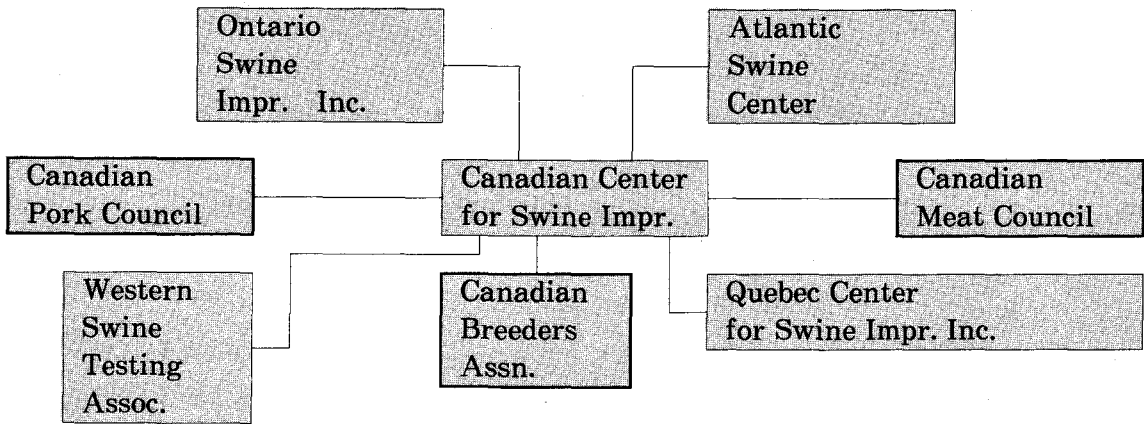 Ontario
Swine
Impr. Inc.
Atlantic
Swine
Center
Canadian
Pork Council
Canadian Center
for Swine Impr.
Canadian
Meat Council
Western
Swine
Testing
Assoc.
Canadian
Breeders
Assn.
Quebec Center
for Swine Impr. Inc.